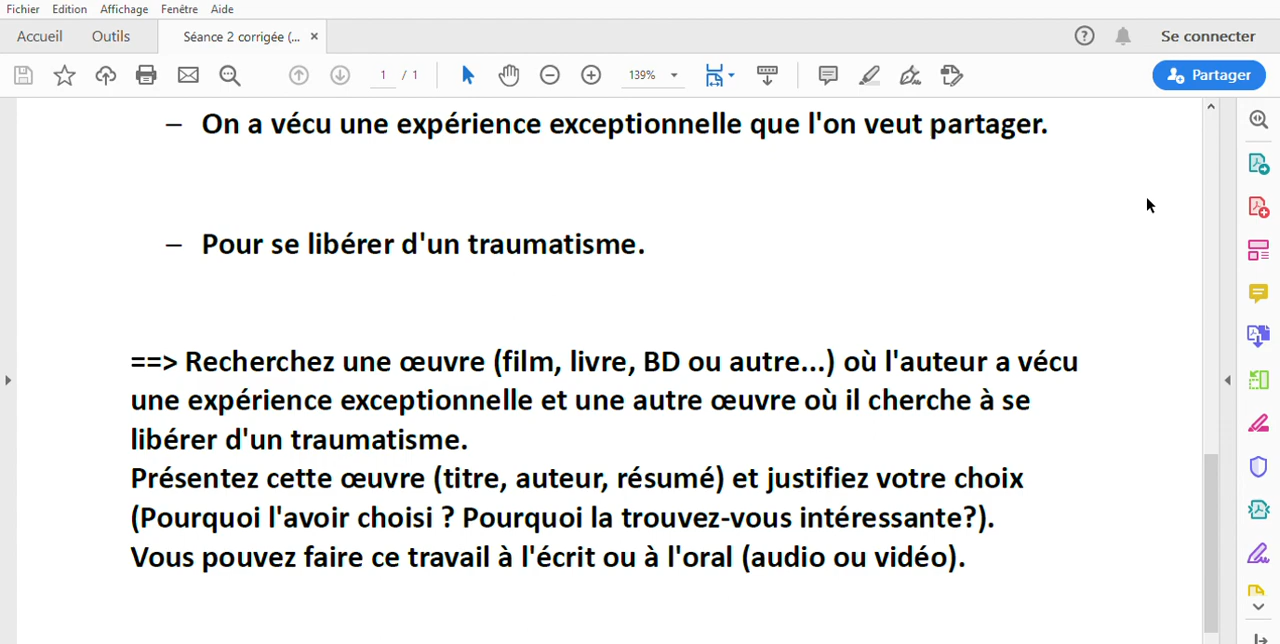 Fichier Edition Affichage Fenêtre Aide
Accueil Outils Séance 2 corrigée (... × Se connecter
1 / 1 139% Partager
– On a vécu une expérience exceptionnelle que l'on veut partager.
– Pour se libérer d'un traumatisme.
==> Recherchez une œuvre (film, livre, BD ou autre...) où l'auteur a vécu
une expérience exceptionnelle et une autre œuvre où il cherche à se
libérer d'un traumatisme.
Présentez cette œuvre (titre, auteur, résumé) et justifiez votre choix
(Pourquoi l'avoir choisi ? Pourquoi la trouvez-vous intéressante?).
Vous pouvez faire ce travail à l'écrit ou à l'oral (audio ou vidéo).